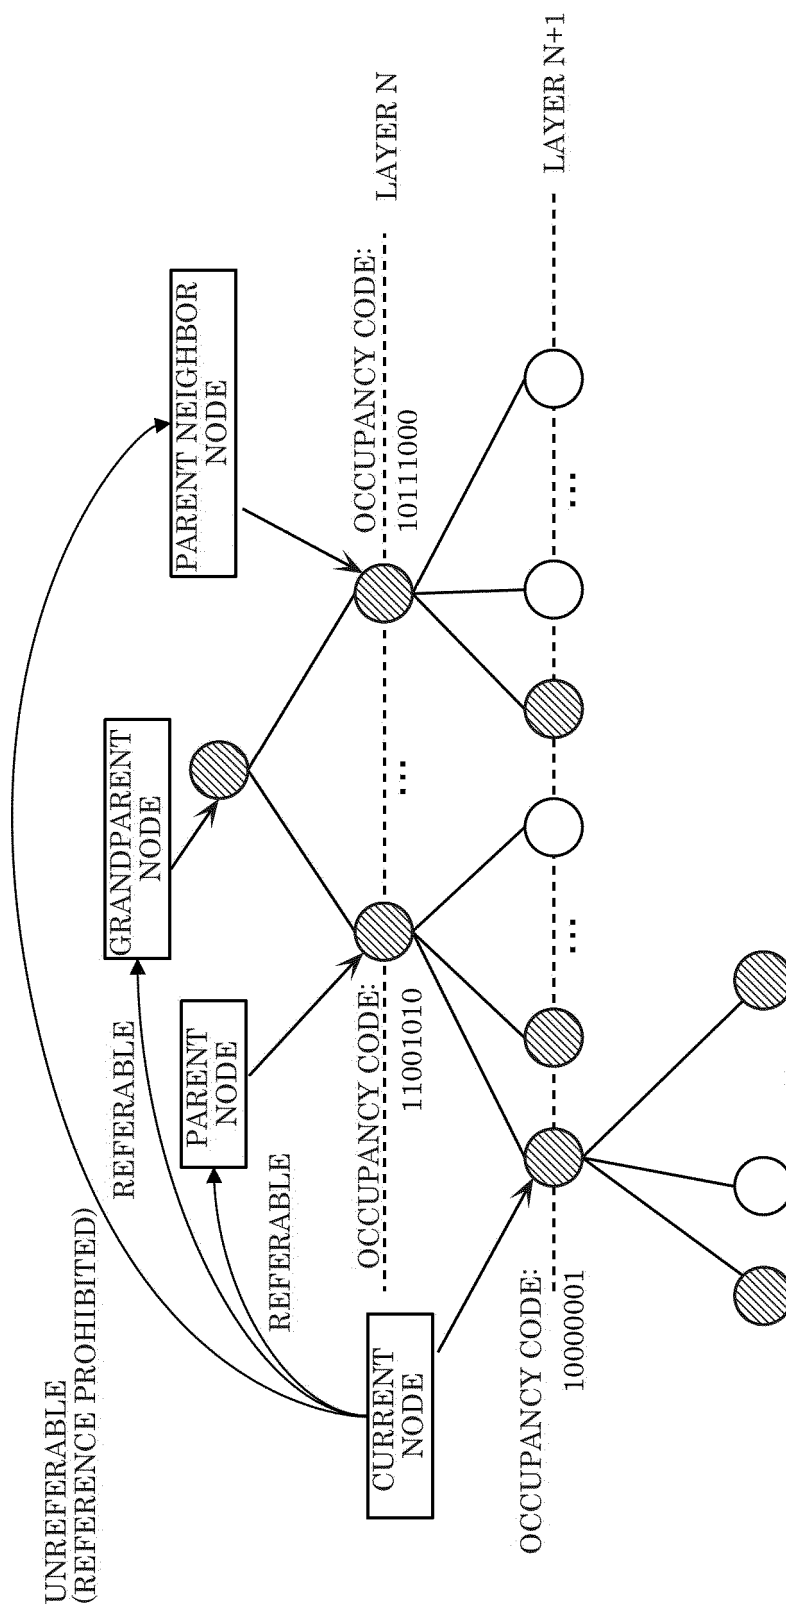 UNREFERABLE
(REFERENCE PROHIBITED)
REFERABLE
GRANDPARENT
NODE
PARENT NEIGHBOR
NODE
REFERABLE
PARENT
NODE
CURRENT
NODE
OCCUPANCY CODE:
11001010
...
OCCUPANCY CODE:
10111000
LAYER N
OCCUPANCY CODE:
10000001
...
...
LAYER N+1